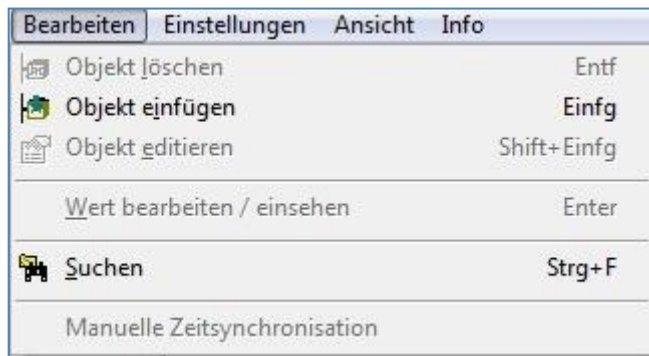 Bearbeiten Einstellungen Ansicht Info
Objekt löschen Entf
Objekt einfügen Einfg
Objekt editieren Shift+Einfg
Wert bearbeiten / einsehen Enter
Suchen Strg+F
Manuelle Zeitsynchronisation